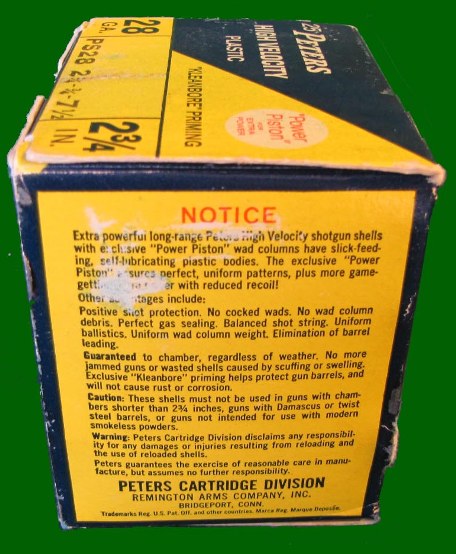 PETERS
HIGH VELOCITY
PLASTIC
"Power
Piston"
KLEANBORE PRIMING
28
GA.
PS28 2¼-¾-7½
2¾
IN.
NOTICE
Extra powerful long-range Peters High Velocity shotgun shells
with exclusive "Power Piston" wad columns have slick-feed-
ing, self-lubricating plastic bodies. The exclusive "Power
Piston" assures perfect, uniform patterns, plus more game-
getting with reduced recoil!
Other advantages include:
Positive shot protection. No cocked wads. No wad column
debris. Perfect gas sealing. Balanced shot string. Uniform
ballistics. Uniform wad column weight. Elimination of barrel
leading.
Guaranteed to chamber, regardless of weather. No more
jammed guns or wasted shells caused by scuffing or swelling.
Exclusive "Kleanbore" priming helps protect gun barrels, and
will not cause rust or corrosion.
Caution: These shells must not be used in guns with cham-
bers shorter than 2¾ inches, guns with Damascus or twist
steel barrels, or guns not intended for use with modern
smokeless powders.
Warning: Peters Cartridge Division disclaims any responsibil-
ity for any damages or injuries resulting from reloading and
the use of reloaded shells.
Peters guarantees the exercise of reasonable care in manu-
facture, but assumes no further responsibility.
PETERS CARTRIDGE DIVISION
REMINGTON ARMS COMPANY, INC.
BRIDGEPORT, CONN.
Trademarks Reg. U.S. Pat. Off. and other countries. Marca Reg. Marque Deposée.